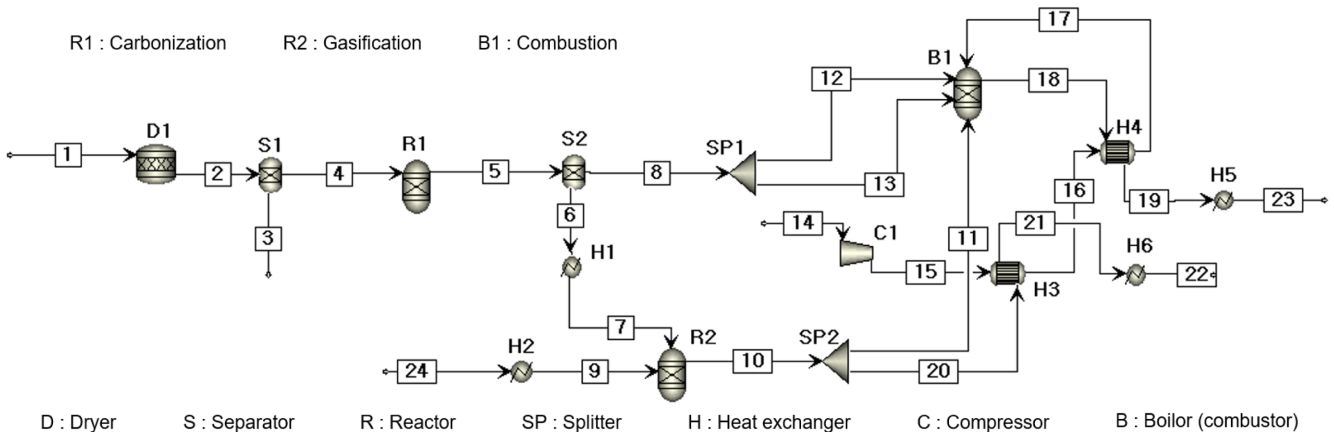 R1 : Carbonization R2 : Gasification B1 : Combustion
17
B1
12 18
D1 S1 R1 S2 SP1 H4
1 2 4 5 8 13 16 19 H5 23
6 14 C1 11 21
3 H1 15 H3 H6 22
7 R2 SP2
24 H2 9 10 20
D : Dryer S : Separator R : Reactor SP : Splitter H : Heat exchanger C : Compressor B : Boilor (combustor)